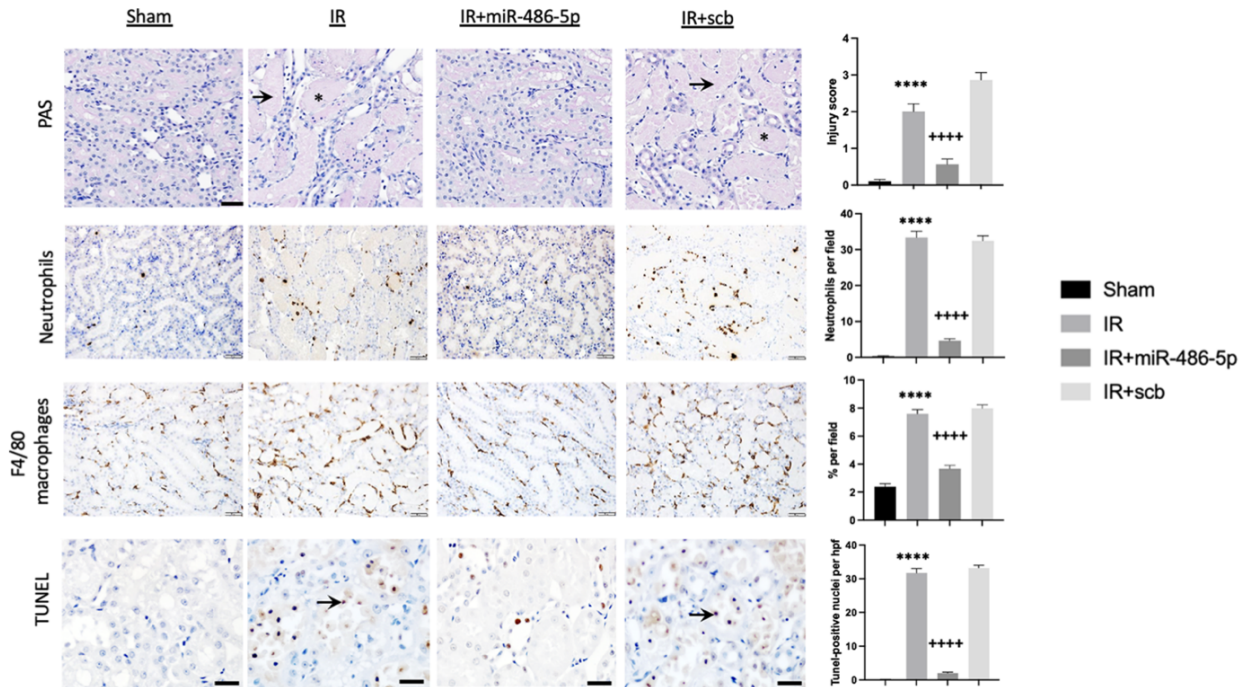 Sham IR IR+miR-486-5p IR+scb
PAS
*
*
Injury score
3
2
1
0
****
++++
Neutrophils
Neutrophils per field
40
30
20
10
0
****
++++
Sham
IR
IR+miR-486-5p
IR+scb
F4/80
macrophages
% per field
10
8
6
4
2
0
****
++++
TUNEL
Tunel-positive nuclei per hpf
40
30
20
10
0
****
++++